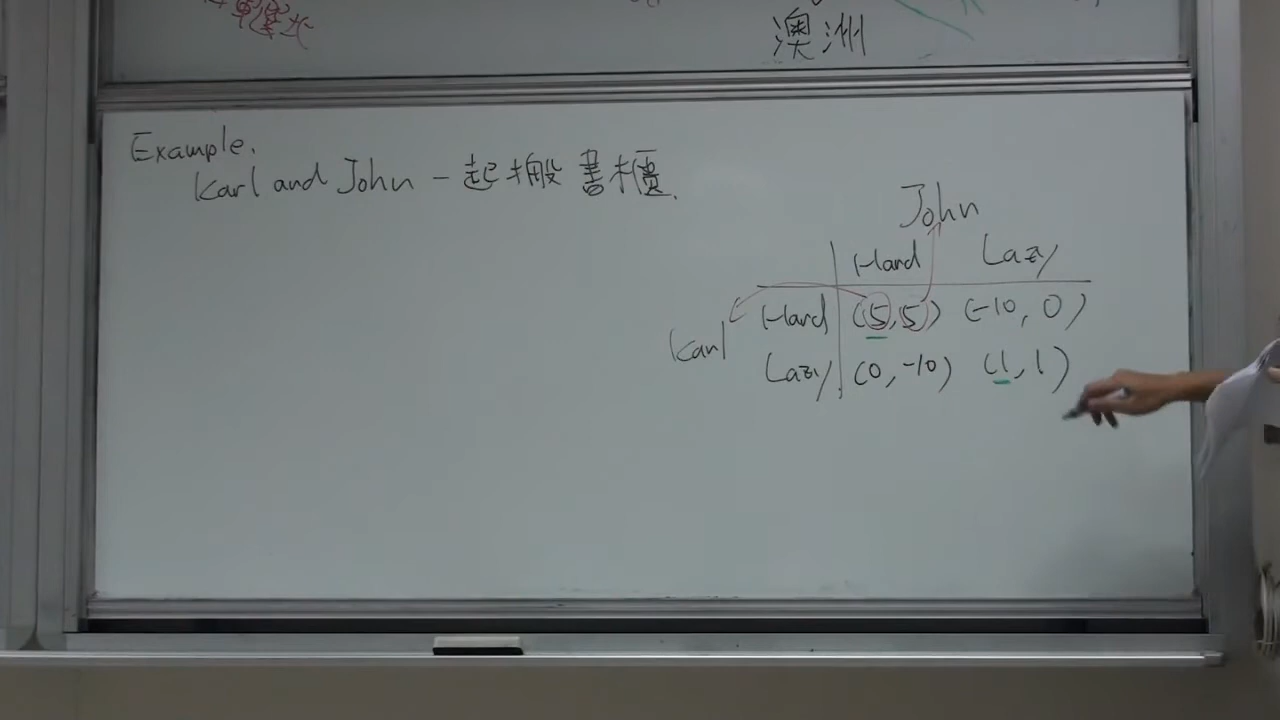 澳洲
Example.
Karl and John 一起搬書櫃.
John
Hard Lazy
Hard (5,5) (-10, 0)
Karl
Lazy (0,-10) (1,1)